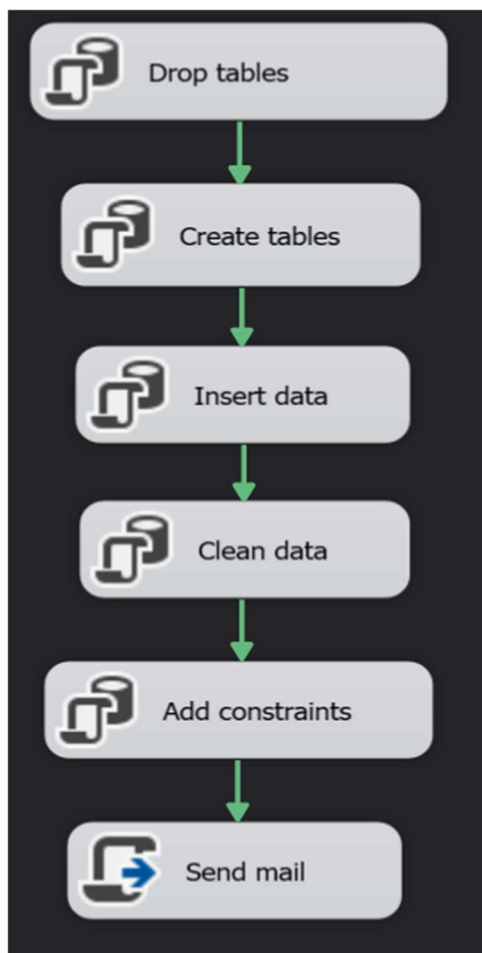 Drop tables
Create tables
Insert data
Clean data
Add constraints
Send mail